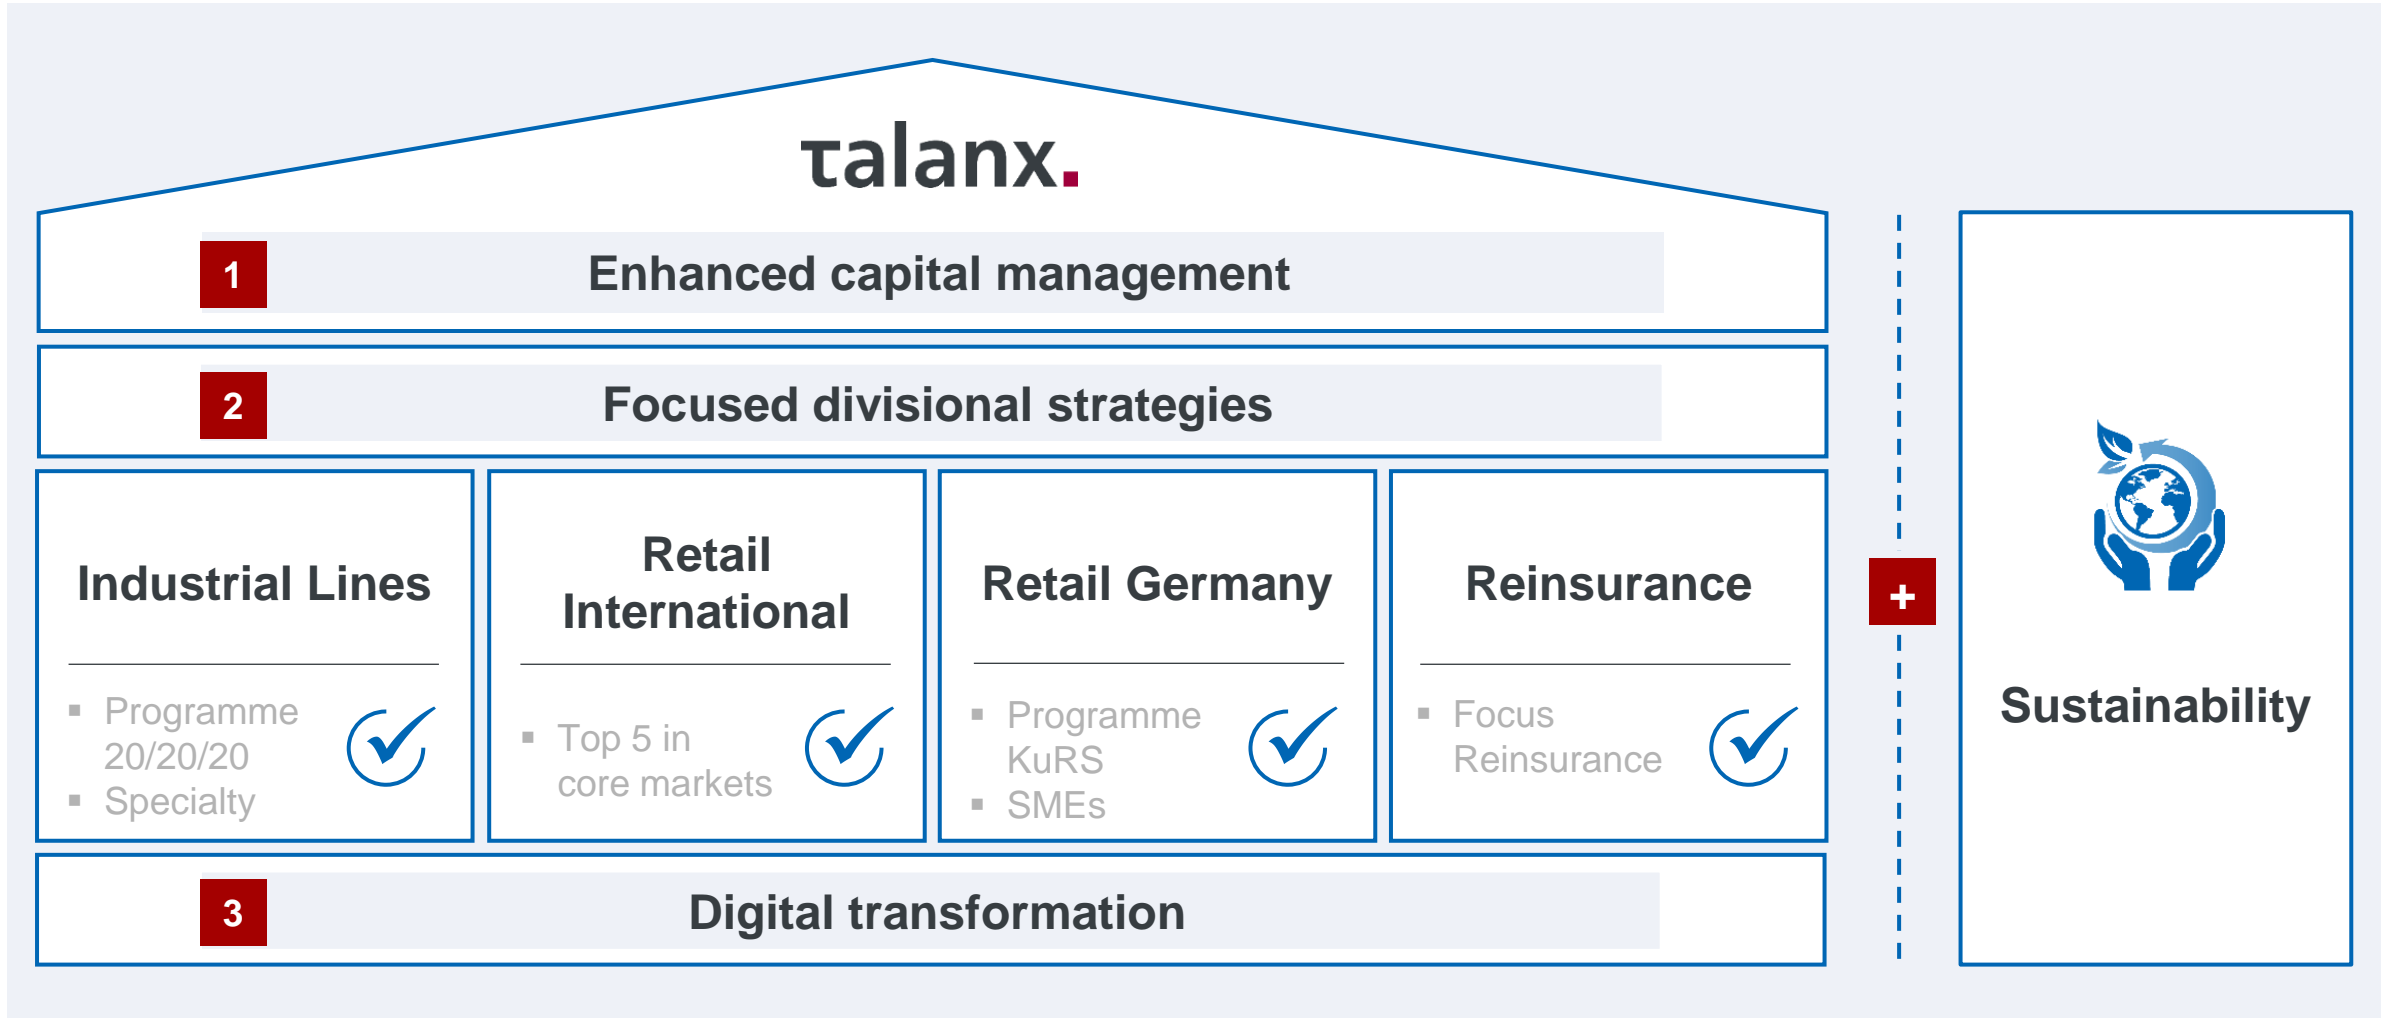 talanx.
1 Enhanced capital management
2 Focused divisional strategies
Industrial Lines
▪ Programme
20/20/20
▪ Specialty
Retail
International
▪ Top 5 in
core markets
Retail Germany
▪ Programme
KuRS
▪ SMEs
Reinsurance
▪ Focus
Reinsurance
3 Digital transformation
+
Sustainability